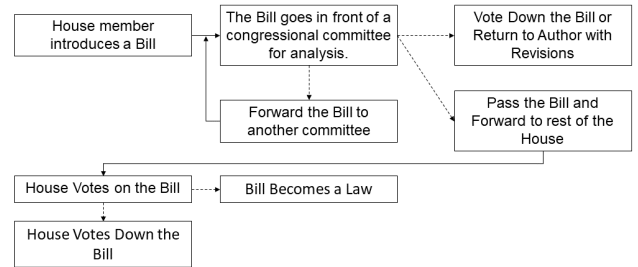 House member
introduces a Bill
The Bill goes in front of a
congressional committee
for analysis.
Vote Down the Bill or
Return to Author with
Revisions
Forward the Bill to
another committee
Pass the Bill and
Forward to rest of the
House
House Votes on the Bill
Bill Becomes a Law
House Votes Down the
Bill